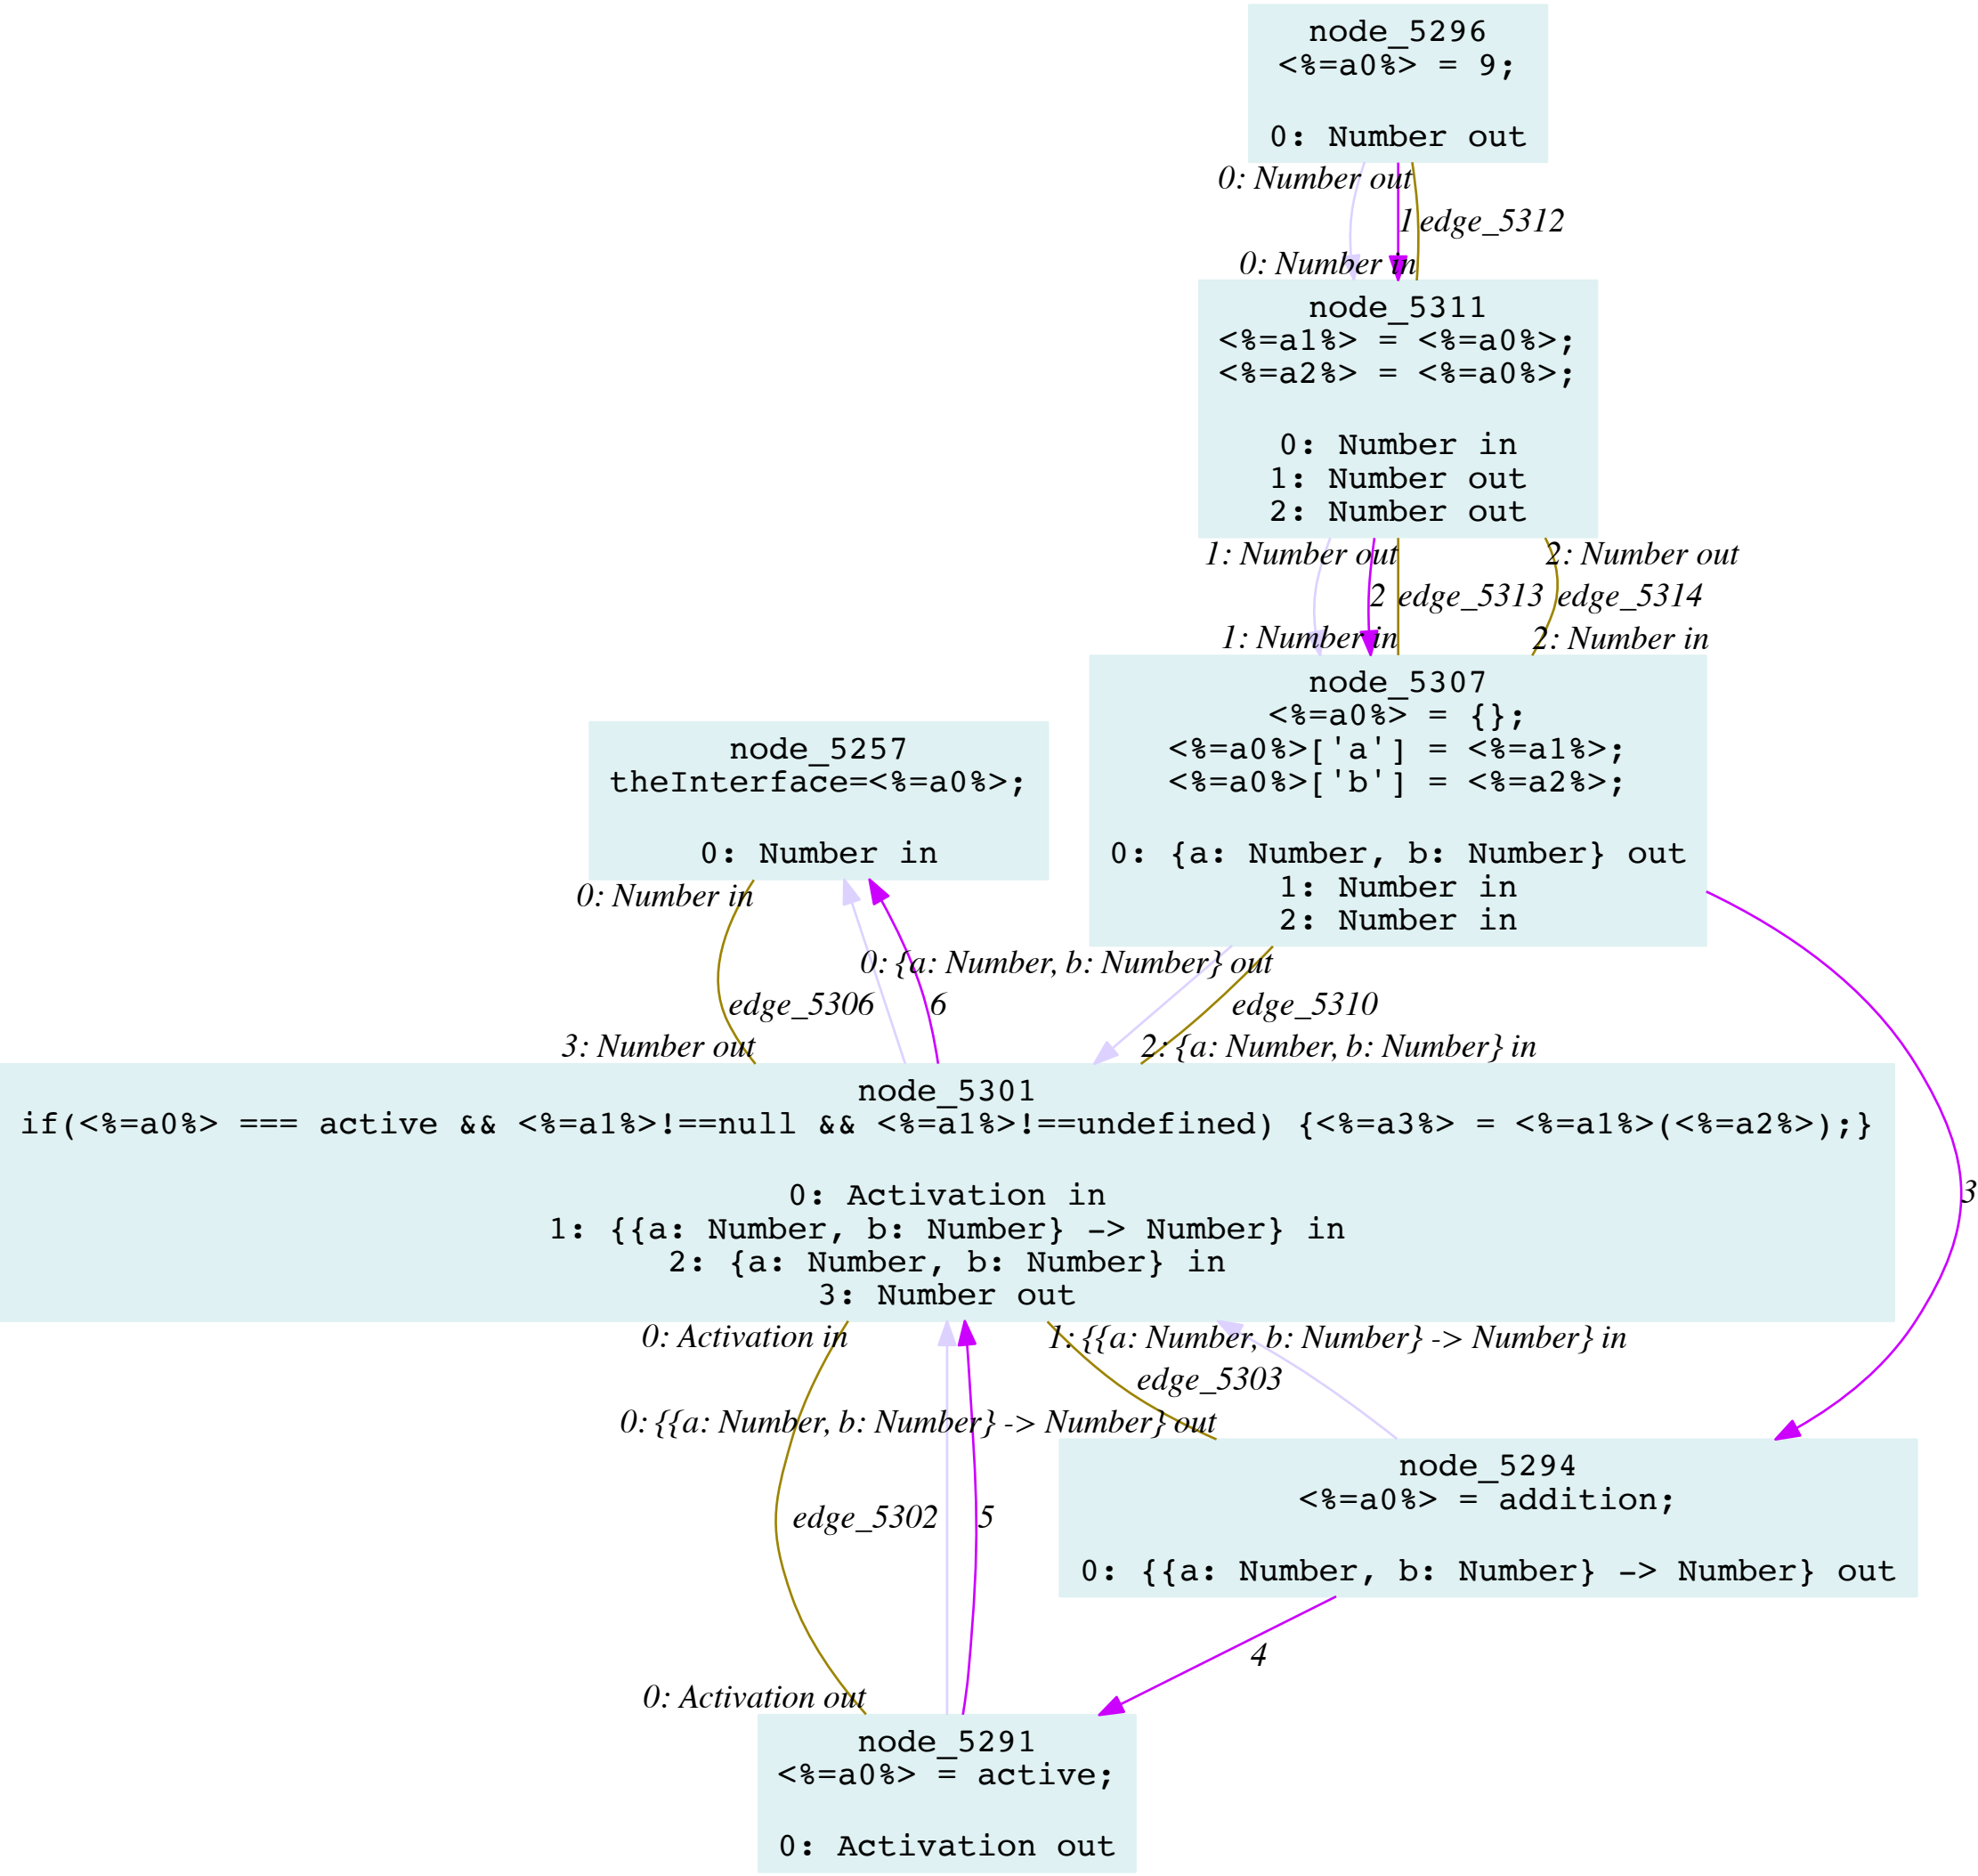 node_5296
<%=a0%> = 9;
0: Number out
0: Number out
1 edge_5312
0: Number in
node_5311
<%=a1%> = <%=a0%>;
<%=a2%> = <%=a0%>;
0: Number in
1: Number out
2: Number out
1: Number out
2: Number out
2 edge_5313 edge_5314
1: Number in
2: Number in
node_5307
<%=a0%> = {};
<%=a0%>['a'] = <%=a1%>;
<%=a0%>['b'] = <%=a2%>;
0: {a: Number, b: Number} out
1: Number in
2: Number in
node_5257
theInterface=<%=a0%>;
0: Number in
0: Number in
0: {a: Number, b: Number} out
edge_5306
6
edge_5310
3: Number out
2: {a: Number, b: Number} in
node_5301
if(<%=a0%> === active && <%=a1%>!==null && <%=a1%>!==undefined) {<%=a3%> = <%=a1%>(<%=a2%>);}
0: Activation in
1: {{a: Number, b: Number} -> Number} in
2: {a: Number, b: Number} in
3: Number out
3
0: Activation in
1: {{a: Number, b: Number} -> Number} in
edge_5303
0: {{a: Number, b: Number} -> Number} out
node_5294
<%=a0%> = addition;
0: {{a: Number, b: Number} -> Number} out
edge_5302
5
4
0: Activation out
node_5291
<%=a0%> = active;
0: Activation out